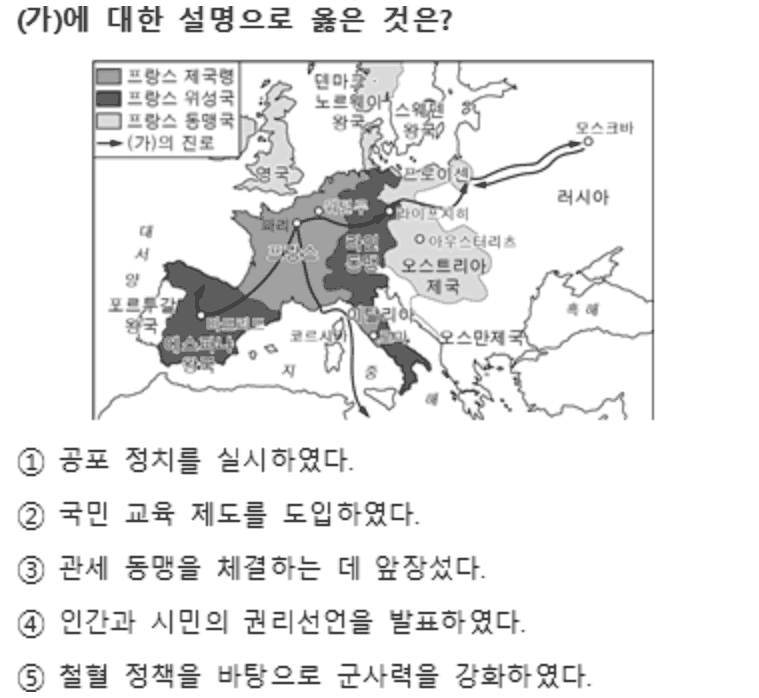 (가)에 대한 설명으로 옳은 것은?
프랑스 제국령
프랑스 위성국
프랑스 동맹국
(가)의 진로
덴마크
노르웨이
왕국
스웨덴
왕국
모스크바
영국
프로이센
러시아
워털루
라이프치히
파리
대서양
프랑스
라인
동맹
아우스터리츠
오스트리아
제국
포르투갈
왕국
마드리드
에스파냐
왕국
이탈리아
코르시카
로마
오스만제국
흑해
지중해
① 공포 정치를 실시하였다.
② 국민 교육 제도를 도입하였다.
③ 관세 동맹을 체결하는 데 앞장섰다.
④ 인간과 시민의 권리선언을 발표하였다.
⑤ 철혈 정책을 바탕으로 군사력을 강화하였다.